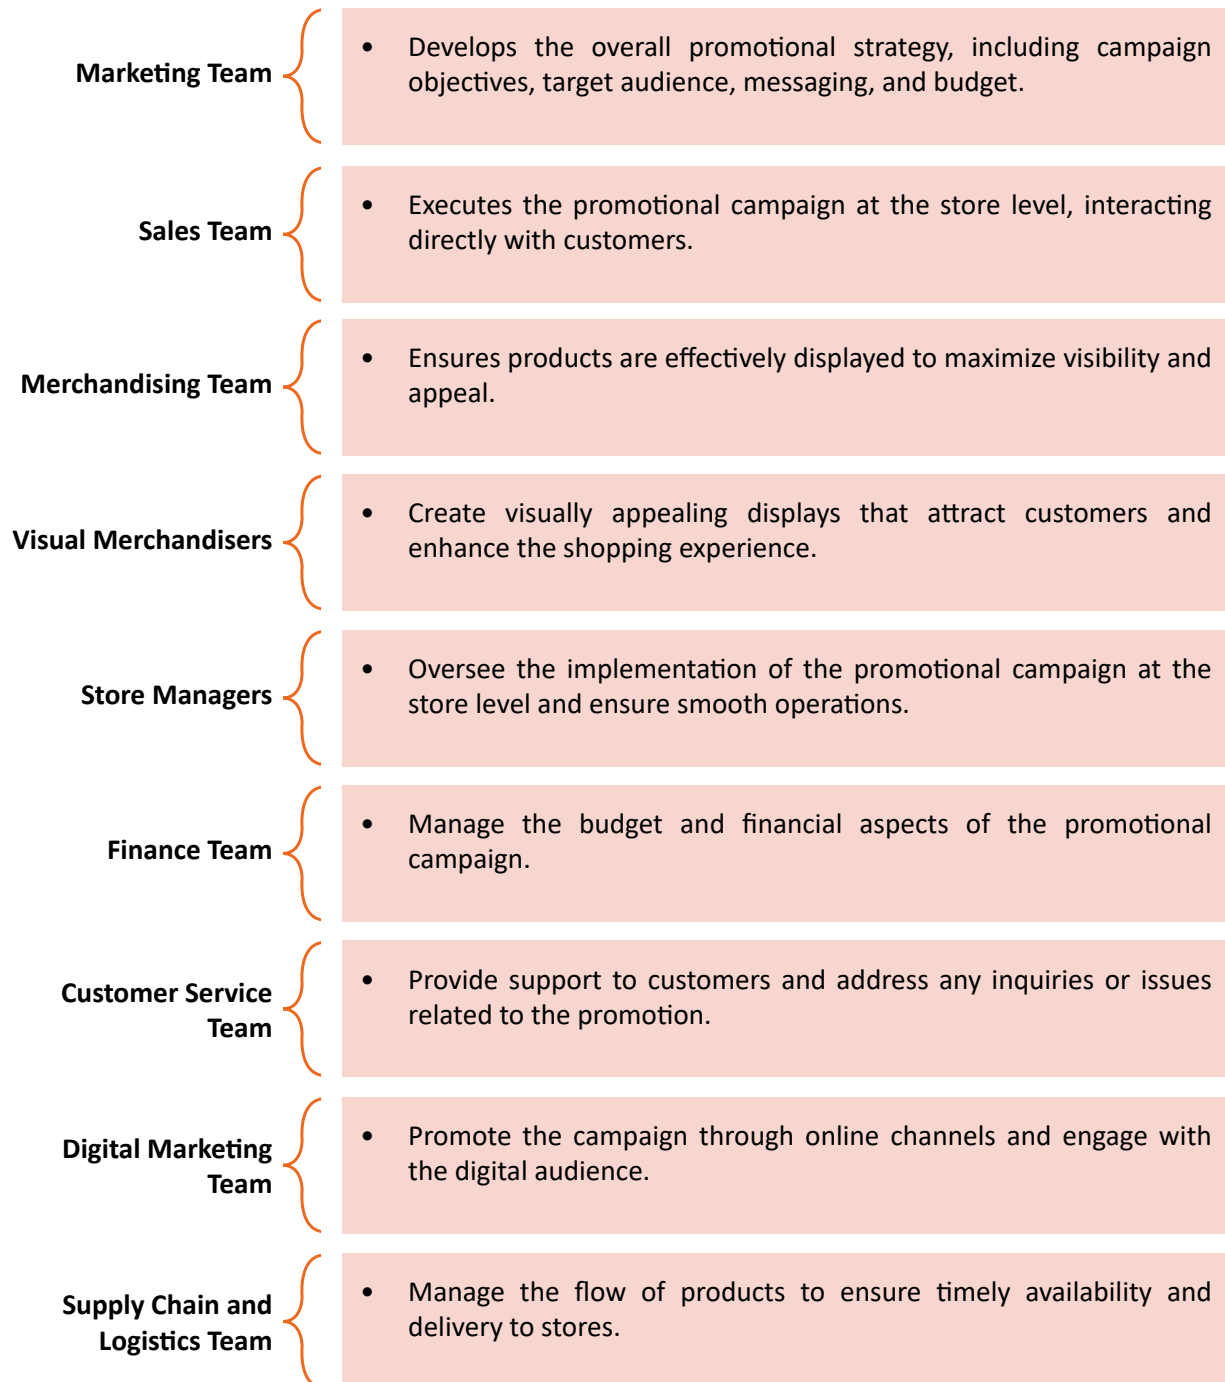 Marketing Team
• Develops the overall promotional strategy, including campaign
objectives, target audience, messaging, and budget.
Sales Team
• Executes the promotional campaign at the store level, interacting
directly with customers.
Merchandising Team
• Ensures products are effectively displayed to maximize visibility and
appeal.
Visual Merchandisers
• Create visually appealing displays that attract customers and
enhance the shopping experience.
Store Managers
• Oversee the implementation of the promotional campaign at the
store level and ensure smooth operations.
Finance Team
• Manage the budget and financial aspects of the promotional
campaign.
Customer Service
Team
• Provide support to customers and address any inquiries or issues
related to the promotion.
Digital Marketing
Team
• Promote the campaign through online channels and engage with
the digital audience.
Supply Chain and
Logistics Team
• Manage the flow of products to ensure timely availability and
delivery to stores.